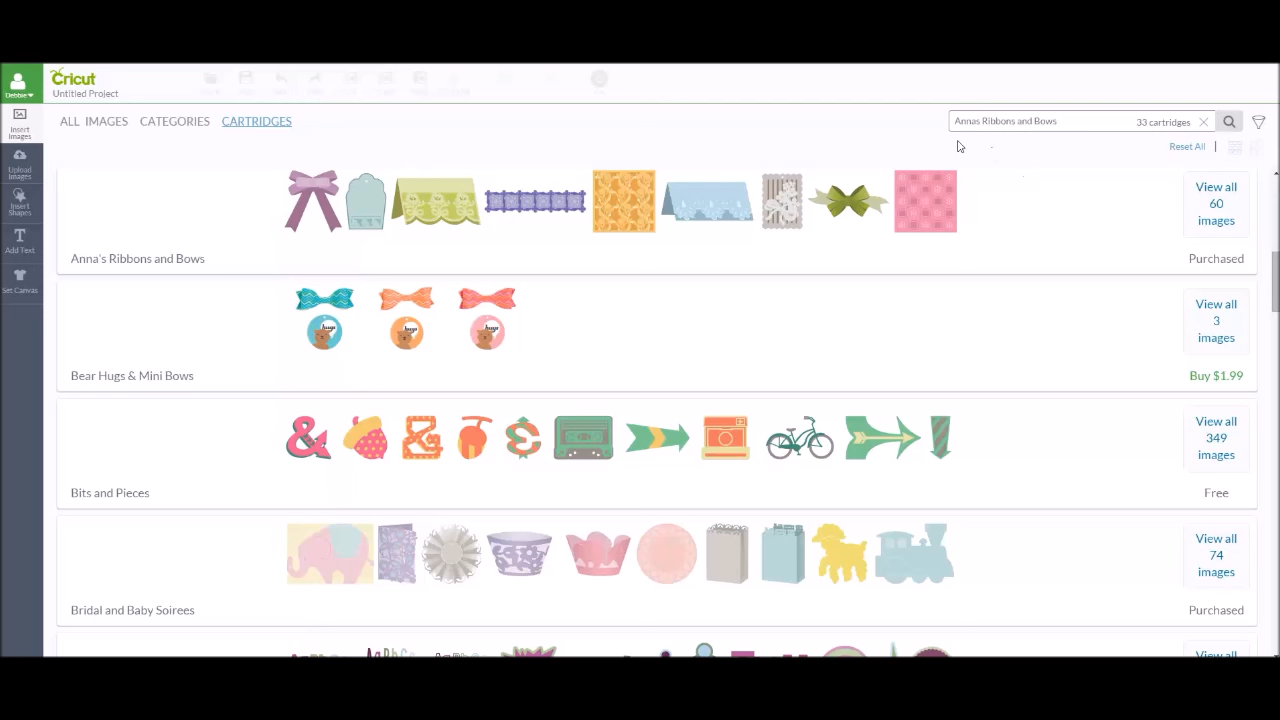 Cricut
Untitled Project
Debbie
Insert
Images
Upload
Images
Insert
Shapes
Add Text
Set Canvas
ALL IMAGES
CATEGORIES
CARTRIDGES
Annas Ribbons and Bows
33 cartridges
Reset All
View all
60
images
Anna's Ribbons and Bows
Purchased
View all
3
images
Bear Hugs & Mini Bows
Buy $1.99
View all
349
images
Bits and Pieces
Free
View all
74
images
Bridal and Baby Soirees
Purchased
View all